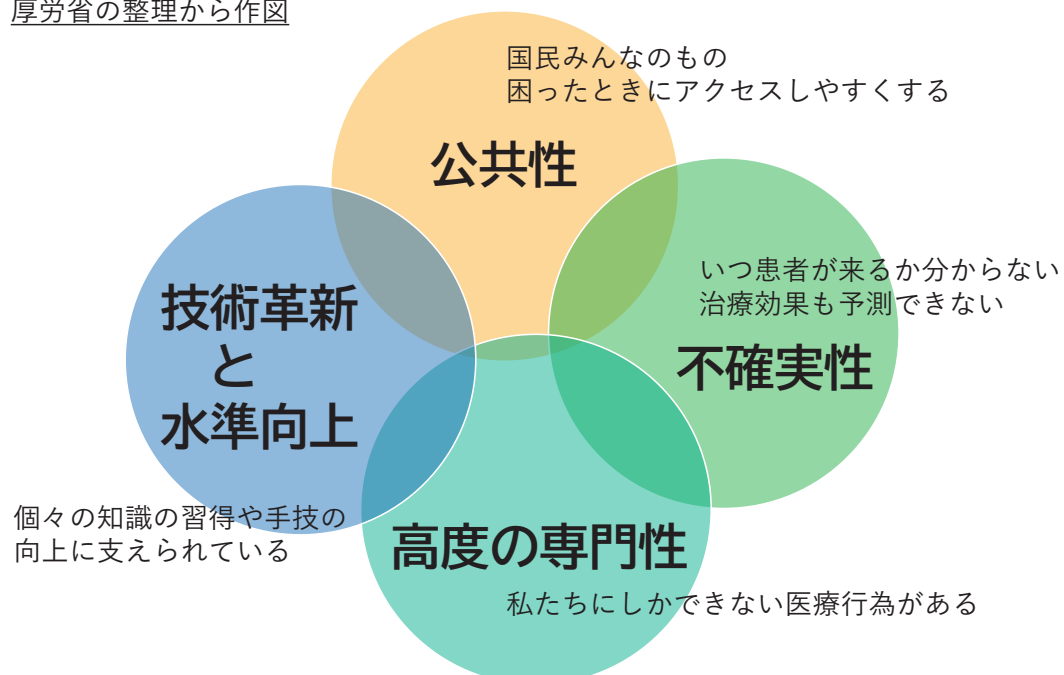 厚労省の整理から作図
国民みんなのもの
困ったときにアクセスしやすくする
公共性
いつ患者が来るか分からない
治療効果も予測できない
不確実性
技術革新
と
水準向上
個々の知識の習得や手技の
向上に支えられている
高度の専門性
私たちにしかできない医療行為がある